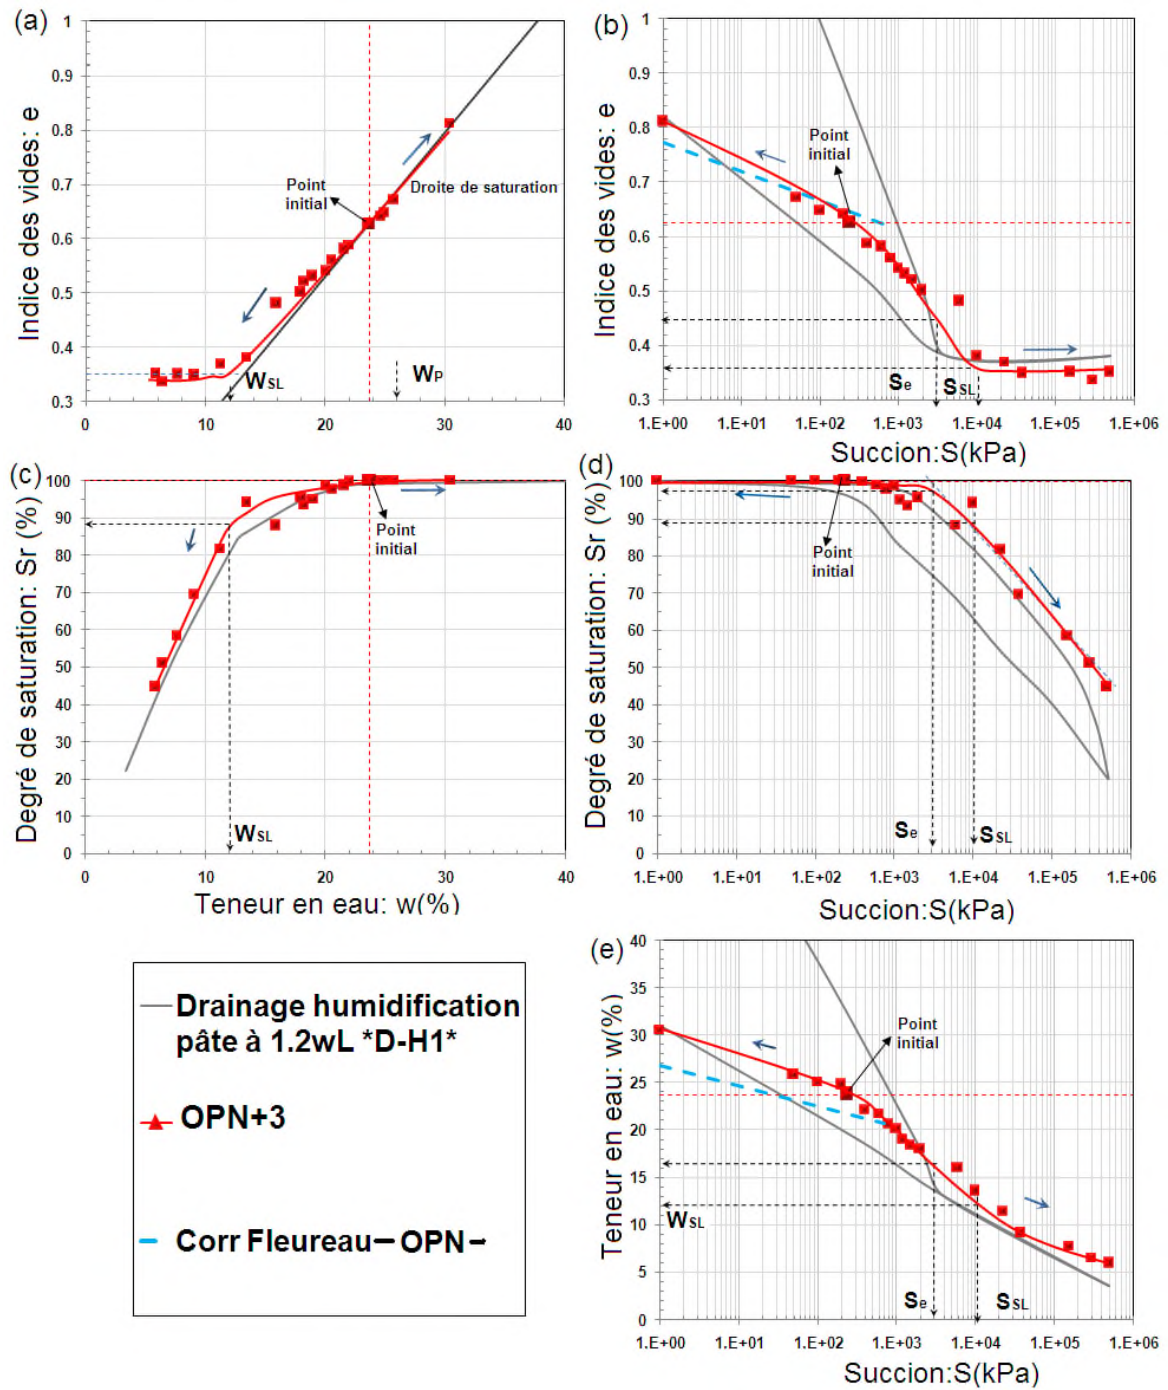 (a)
1
0.9
0.8
0.7
0.6
0.5
0.4
0.3
Indice des vides: e
Point
initial
Droite de saturation
WSL
WP
0 10 20 30 40
(b)
1
0.9
0.8
0.7
0.6
0.5
0.4
0.3
Indice des vides: e
Point
initial
Se
SSL
1.E+00 1.E+01 1.E+02 1.E+03 1.E+04 1.E+05 1.E+06
Succion:S(kPa)
(c)
100
90
80
70
60
50
40
30
20
10
0
Degré de saturation: Sr (%)
Point
initial
WSL
0 10 20 30 40
Teneur en eau: w(%)
(d)
100
90
80
70
60
50
40
30
20
10
0
Degré de saturation: Sr (%)
Point
initial
Se
SSL
1.E+00 1.E+01 1.E+02 1.E+03 1.E+04 1.E+05 1.E+06
Succion:S(kPa)
Drainage humidification
pâte à 1.2wL *D-H1*
OPN+3
Corr Fleureau—OPN
(e)
40
35
30
25
20
15
10
5
0
Teneur en eau: w(%)
Point
initial
WSL
Se
SSL
1.E+00 1.E+01 1.E+02 1.E+03 1.E+04 1.E+05 1.E+06
Succion:S(kPa)